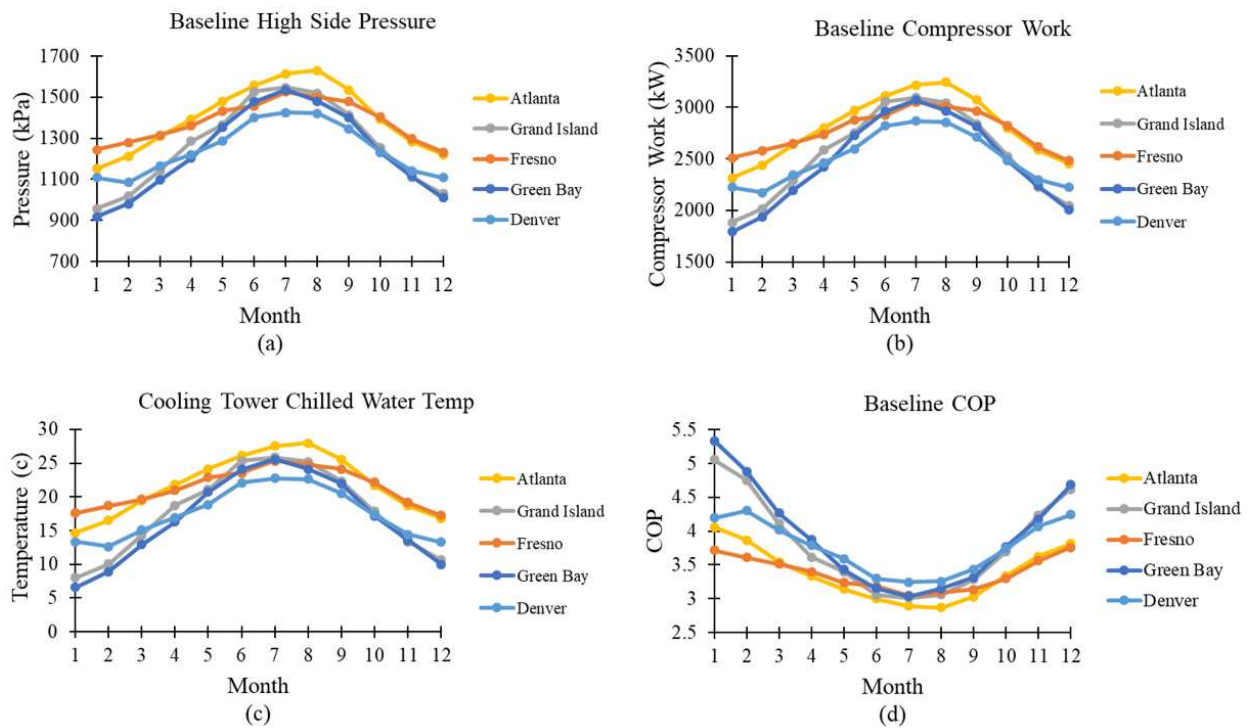 Baseline High Side Pressure
Pressure (kPa)
1700
1500
1300
1100
900
700
1 2 3 4 5 6 7 8 9 10 11 12
Month
(a)
Atlanta
Grand Island
Fresno
Green Bay
Denver
Baseline Compressor Work
Compressor Work (kW)
3500
3000
2500
2000
1500
1 2 3 4 5 6 7 8 9 10 11 12
Month
(b)
Atlanta
Grand Island
Fresno
Green Bay
Denver
Cooling Tower Chilled Water Temp
Temperature (c)
30
25
20
15
10
5
0
1 2 3 4 5 6 7 8 9 10 11 12
Month
(c)
Atlanta
Grand Island
Fresno
Green Bay
Denver
Baseline COP
COP
5.5
5
4.5
4
3.5
3
2.5
1 2 3 4 5 6 7 8 9 10 11 12
Month
(d)
Atlanta
Grand Island
Fresno
Green Bay
Denver